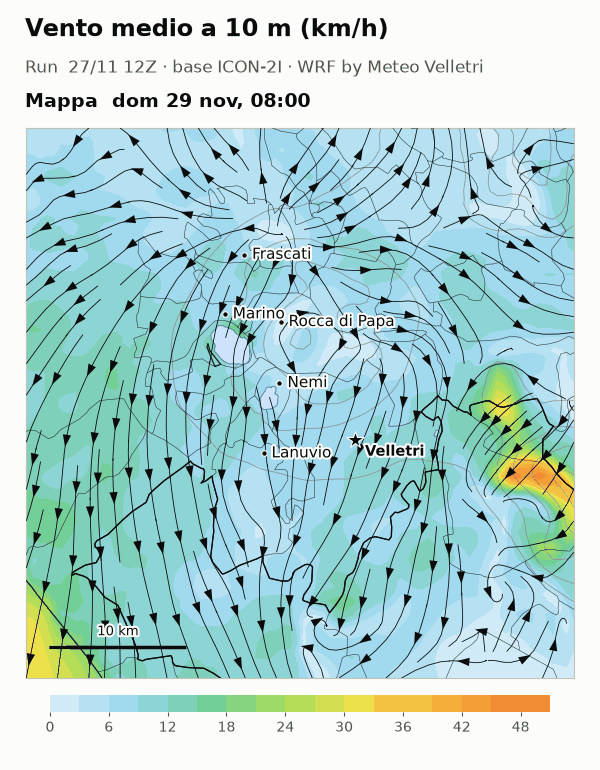 Vento medio a 10 m (km/h)
Run  27/11 12Z · base ICON-2I · WRF by Meteo Velletri
Mappa  dom 29 nov, 08:00
Frascati
Marino
Rocca di Papa
Nemi
Velletri
Lanuvio
10 km
0 6 12 18 24 30 36 42 48